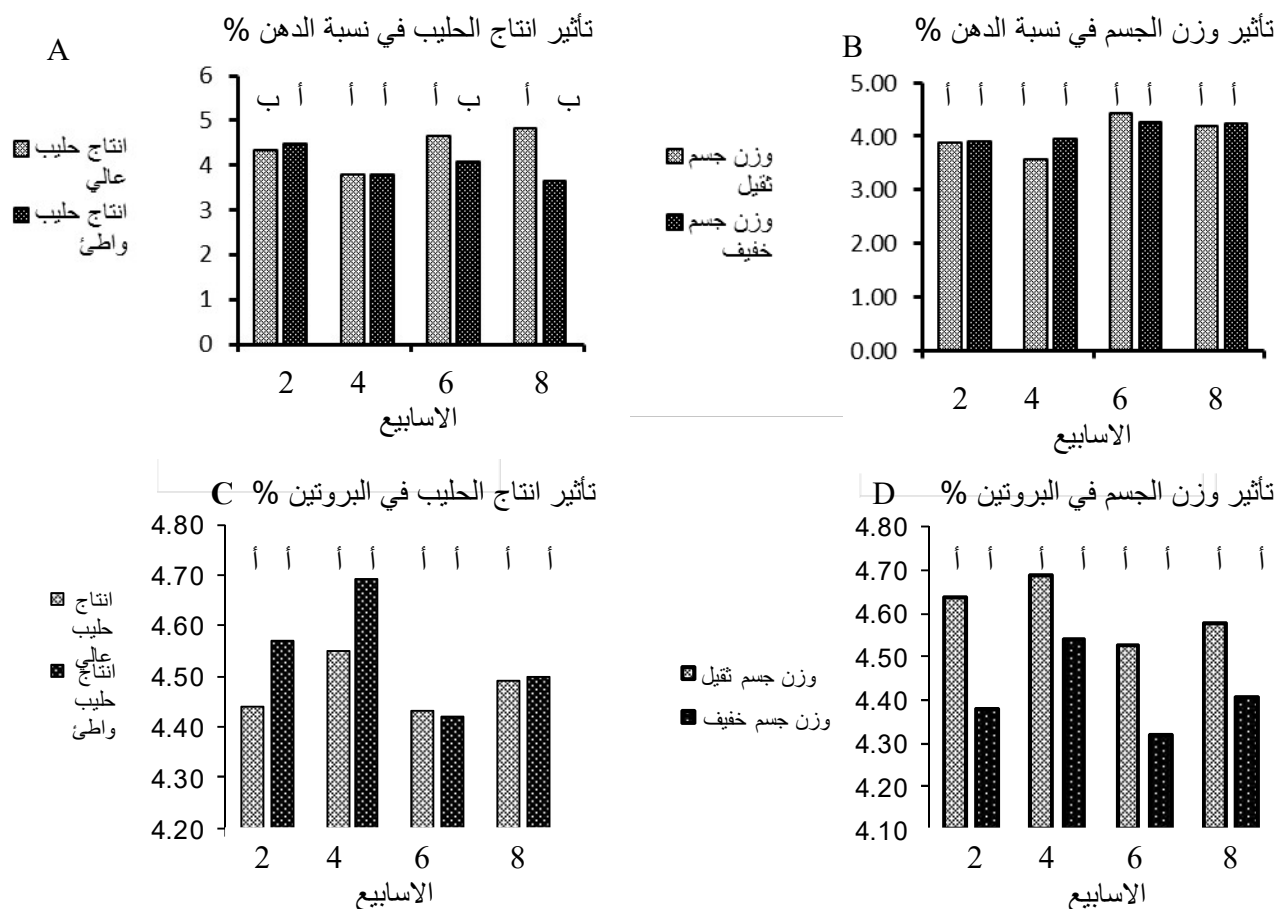 A
تأثير انتاج الحليب في نسبة الدهن %
6
5
4
3
2
1
0
ب أ أ أ أ ب أ ب
انتاج حليب
عالي
انتاج حليب
واطئ
2 4 6 8
الاسابيع
B
تأثير وزن الجسم في نسبة الدهن %
5.00
4.00
3.00
2.00
1.00
0.00
أ أ أ أ أ أ أ أ
وزن جسم
ثقيل
وزن جسم
خفيف
2 4 6 8
الاسابيع
C
تأثير انتاج الحليب في البروتين %
4.80
4.70
4.60
4.50
4.40
4.30
4.20
أ أ أ أ أ أ أ أ
انتاج
حليب
عالي
انتاج
حليب
واطئ
2 4 6 8
الاسابيع
D
تأثير وزن الجسم في البروتين %
4.80
4.70
4.60
4.50
4.40
4.30
4.20
4.10
أ أ أ أ أ أ أ أ
وزن جسم ثقيل
وزن جسم خفيف
2 4 6 8
الاسابيع